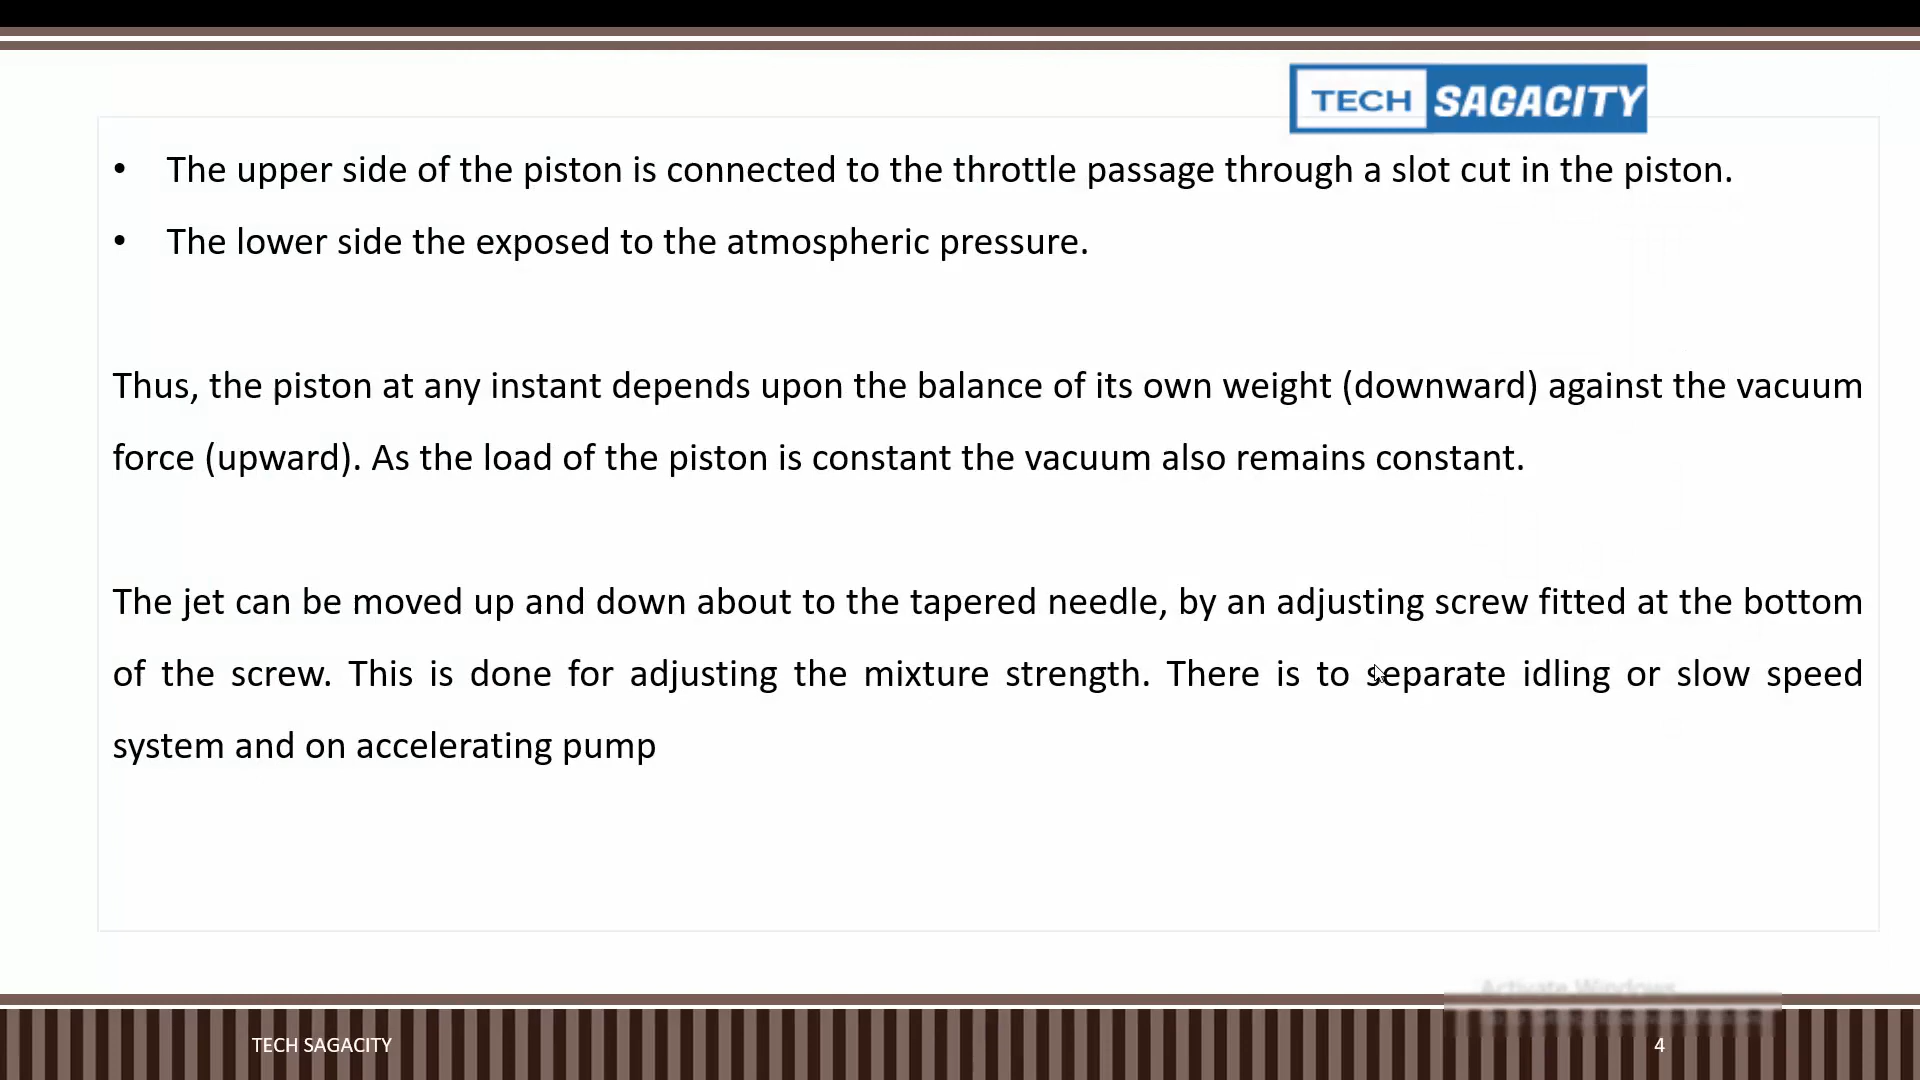 TECH SAGACITY
• The upper side of the piston is connected to the throttle passage through a slot cut in the piston.
• The lower side the exposed to the atmospheric pressure.
Thus, the piston at any instant depends upon the balance of its own weight (downward) against the vacuum
force (upward). As the load of the piston is constant the vacuum also remains constant.
The jet can be moved up and down about to the tapered needle, by an adjusting screw fitted at the bottom
of the screw. This is done for adjusting the mixture strength. There is to separate idling or slow speed
system and on accelerating pump
Activate Windows
TECH SAGACITY
4